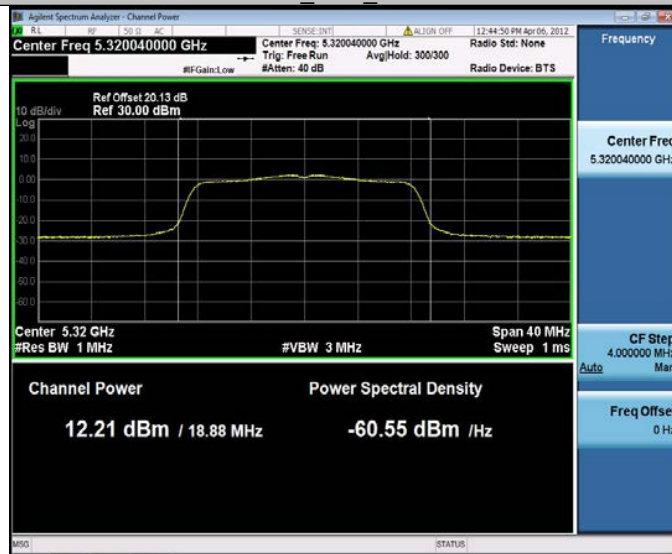 Agilent Spectrum Analyzer - Channel Power
RL RF 50 Ω AC SENSE:INT ALIGN OFF 12:44:50 PM Apr 06, 2012
Center Freq 5.320040000 GHz
Center Freq: 5.320040000 GHz
Radio Std: None
Trig: Free Run Avg|Hold: 300/300
#IFGain:Low
#Atten: 40 dB
Radio Device: BTS
Ref Offset 20.13 dB
10 dB/div Ref 30.00 dBm
Log
20.0
10.0
0.00
-10.0
-20.0
-30.0
-40.0
-50.0
-60.0
Center 5.32 GHz
Span 40 MHz
#Res BW 1 MHz
#VBW 3 MHz
Sweep 1 ms
Channel Power
Power Spectral Density
12.21 dBm / 18.88 MHz
-60.55 dBm /Hz
MSG
STATUS
Frequency
Center Freq
5.320040000 GHz
CF Step
4.000000 MHz
Auto Man
Freq Offset
0 Hz